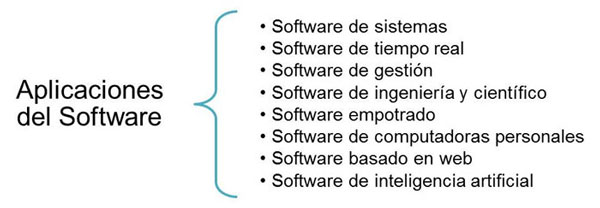 Aplicaciones
del Software
• Software de sistemas
• Software de tiempo real
• Software de gestión
• Software de ingeniería y científico
• Software empotrado
• Software de computadoras personales
• Software basado en web
• Software de inteligencia artificial